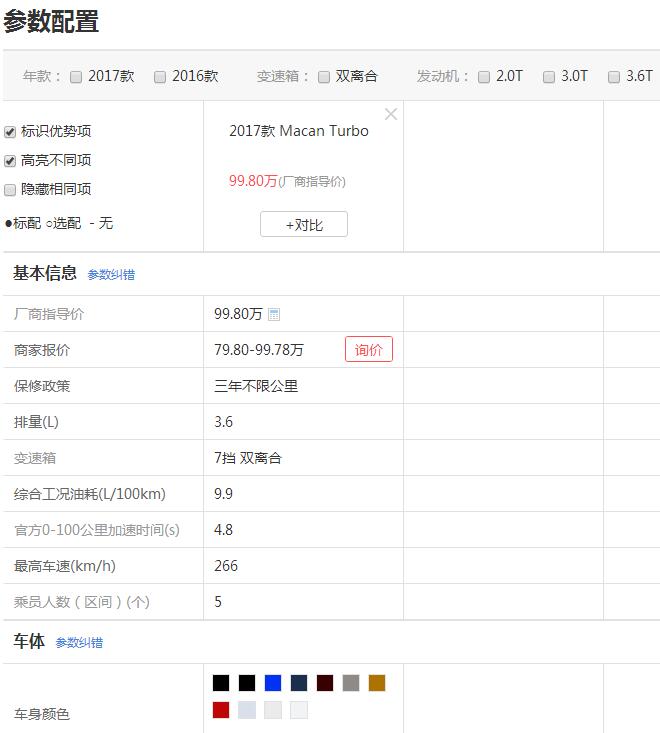 参数配置
年款： 2017款 2016款 变速箱： 双离合 发动机： 2.0T 3.0T 3.6T
标识优势项
高亮不同项
隐藏相同项
●标配 ○选配 - 无
2017款 Macan Turbo
99.80万(厂商指导价)
+对比
基本信息 参数纠错
厂商指导价 99.80万
商家报价 79.80-99.78万 询价
保修政策 三年不限公里
排量(L) 3.6
变速箱 7挡 双离合
综合工况油耗(L/100km) 9.9
官方0-100公里加速时间(s) 4.8
最高车速(km/h) 266
乘员人数（区间）(个) 5
车体 参数纠错
车身颜色